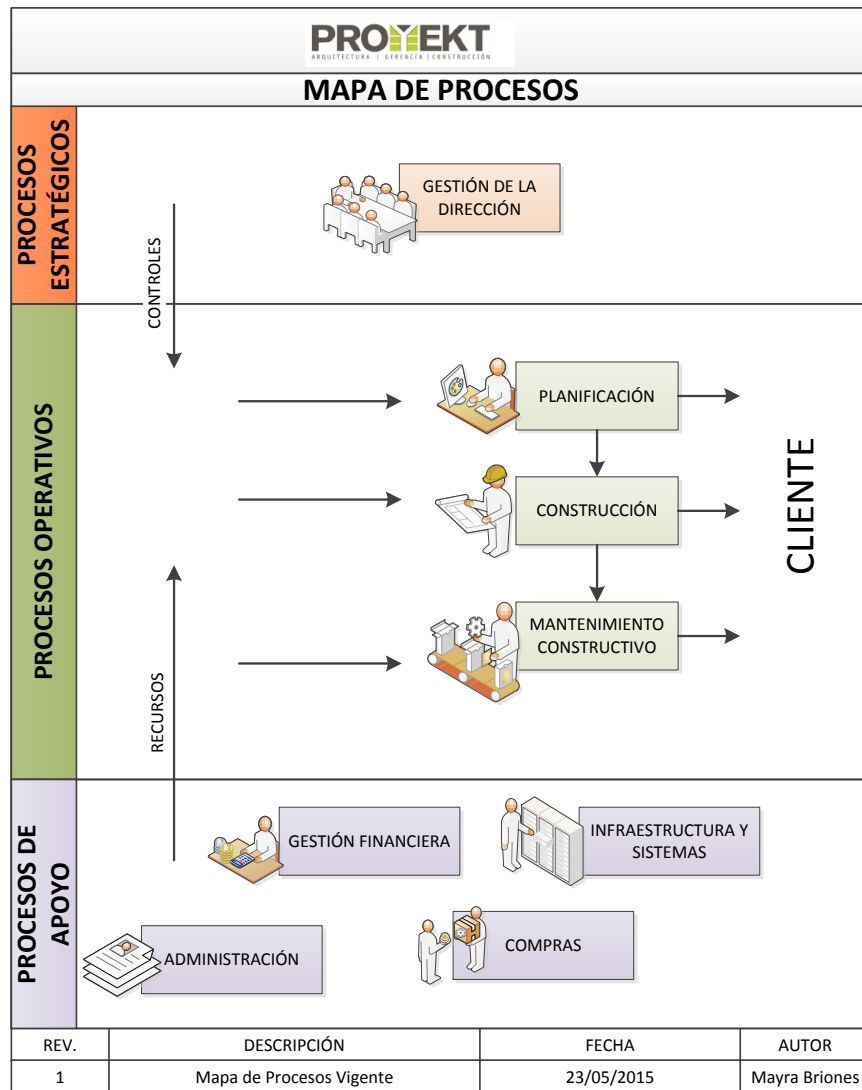 PROYEKT
ARQUITECTURA | GERENCIA | CONSTRUCCIÓN
MAPA DE PROCESOS
PROCESOS
ESTRATÉGICOS
GESTIÓN DE LA
DIRECCIÓN
CONTROLES
PROCESOS OPERATIVOS
PLANIFICACIÓN
CONSTRUCCIÓN
MANTENIMIENTO
CONSTRUCTIVO
CLIENTE
RECURSOS
PROCESOS DE
APOYO
GESTIÓN FINANCIERA
INFRAESTRUCTURA Y
SISTEMAS
ADMINISTRACIÓN
COMPRAS
REV. DESCRIPCIÓN FECHA AUTOR
1 Mapa de Procesos Vigente 23/05/2015 Mayra Briones